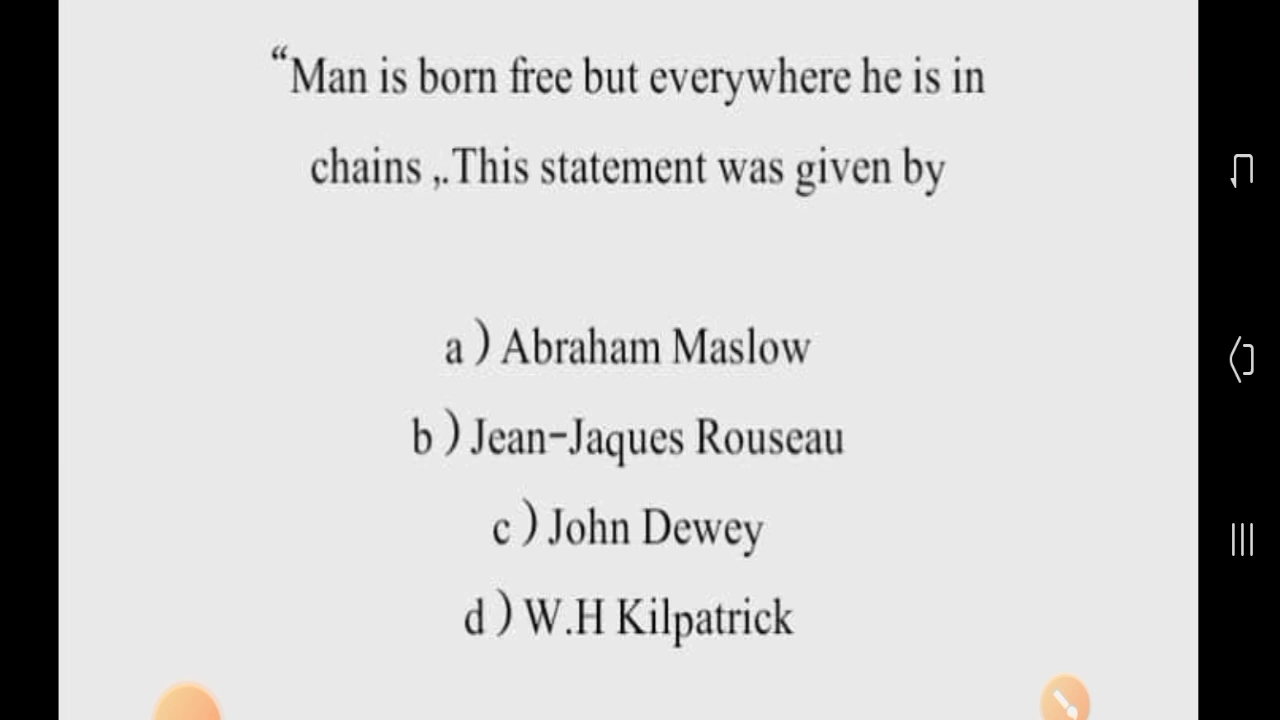 “Man is born free but everywhere he is in
chains ,.This statement was given by
a ) Abraham Maslow
b ) Jean-Jaques Rouseau
c ) John Dewey
d ) W.H Kilpatrick